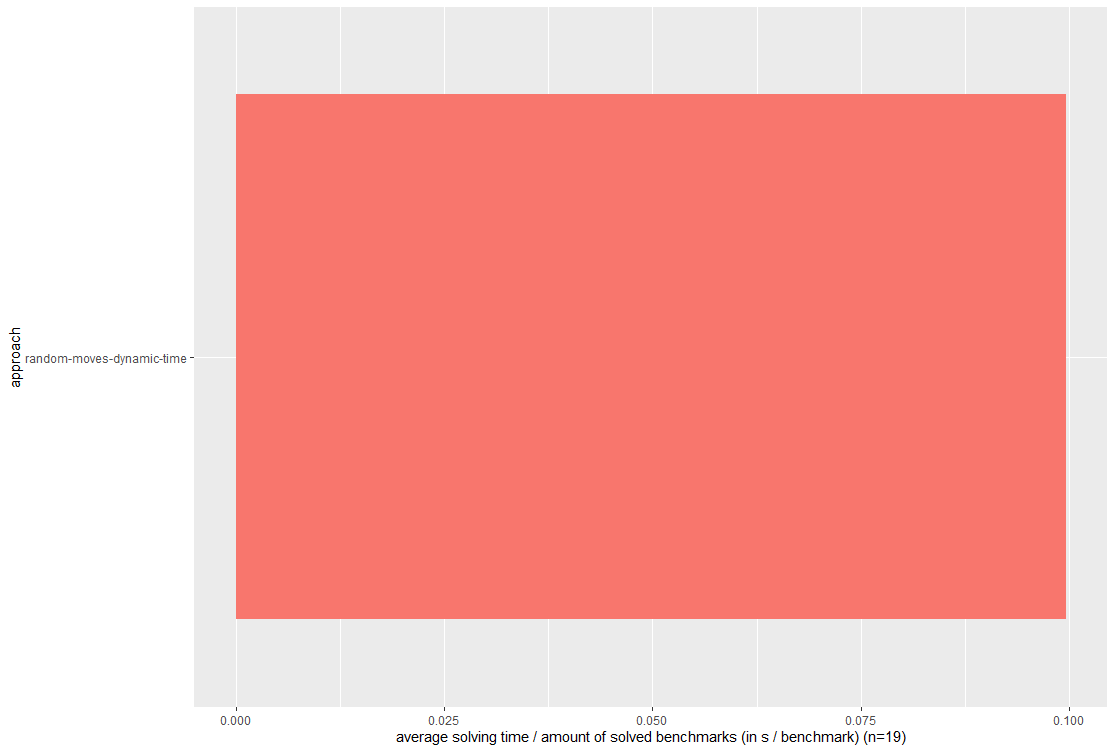 approach
random-moves-dynamic-time
0.000 0.025 0.050 0.075 0.100
average solving time / amount of solved benchmarks (in s / benchmark) (n=19)